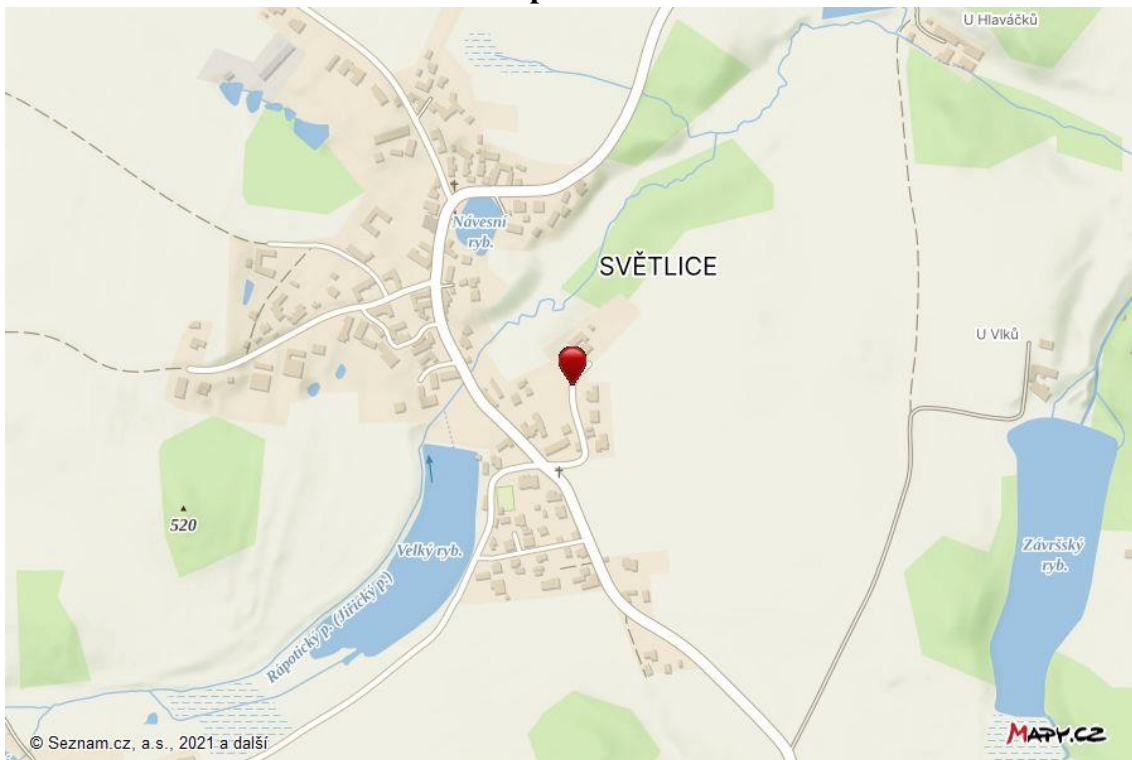 U Hlaváčků
Návesní
ryb.
SVĚTLICE
U Vlků
520
Velký ryb.
Závršský
ryb.
Rápotický p. (Jiřický p.)
© Seznam.cz, a.s., 2021 a další
MAPY.CZ